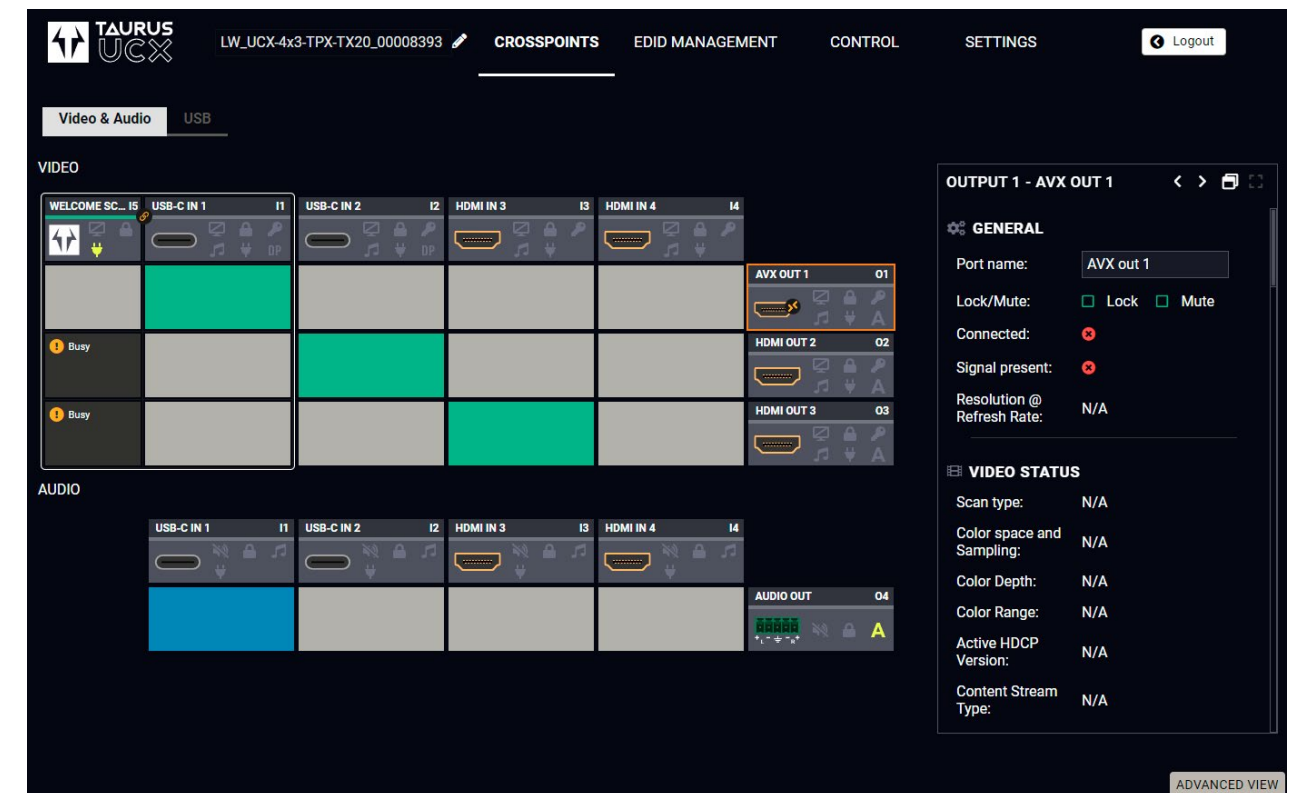 TAURUS
UCX
LW_UCX-4x3-TPX-TX20_00008393
CROSSPOINTS
EDID MANAGEMENT
CONTROL
SETTINGS
Logout
Video & Audio
USB
VIDEO
WELCOME SC... I5
USB-C IN 1 I1
USB-C IN 2 I2
HDMI IN 3 I3
HDMI IN 4 I4
DP
DP
AVX OUT 1 O1
A
Busy
HDMI OUT 2 O2
A
Busy
HDMI OUT 3 O3
A
AUDIO
USB-C IN 1 I1
USB-C IN 2 I2
HDMI IN 3 I3
HDMI IN 4 I4
AUDIO OUT O4
A
OUTPUT 1 - AVX OUT 1
GENERAL
Port name: AVX out 1
Lock/Mute: Lock Mute
Connected:
Signal present:
Resolution @
Refresh Rate: N/A
VIDEO STATUS
Scan type: N/A
Color space and
Sampling: N/A
Color Depth: N/A
Color Range: N/A
Active HDCP
Version: N/A
Content Stream
Type: N/A
ADVANCED VIEW